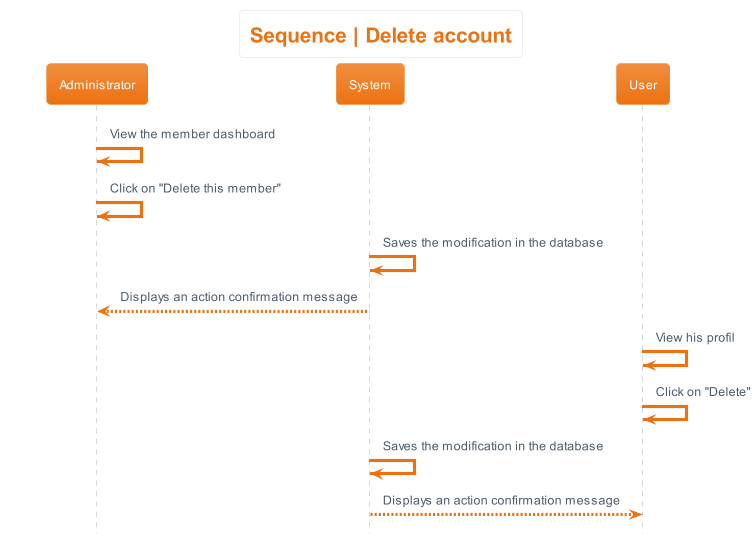 Sequence | Delete account
Administrator
System
User
View the member dashboard
Click on "Delete this member"
Saves the modification in the database
Displays an action confirmation message
View his profil
Click on "Delete"
Saves the modification in the database
Displays an action confirmation message